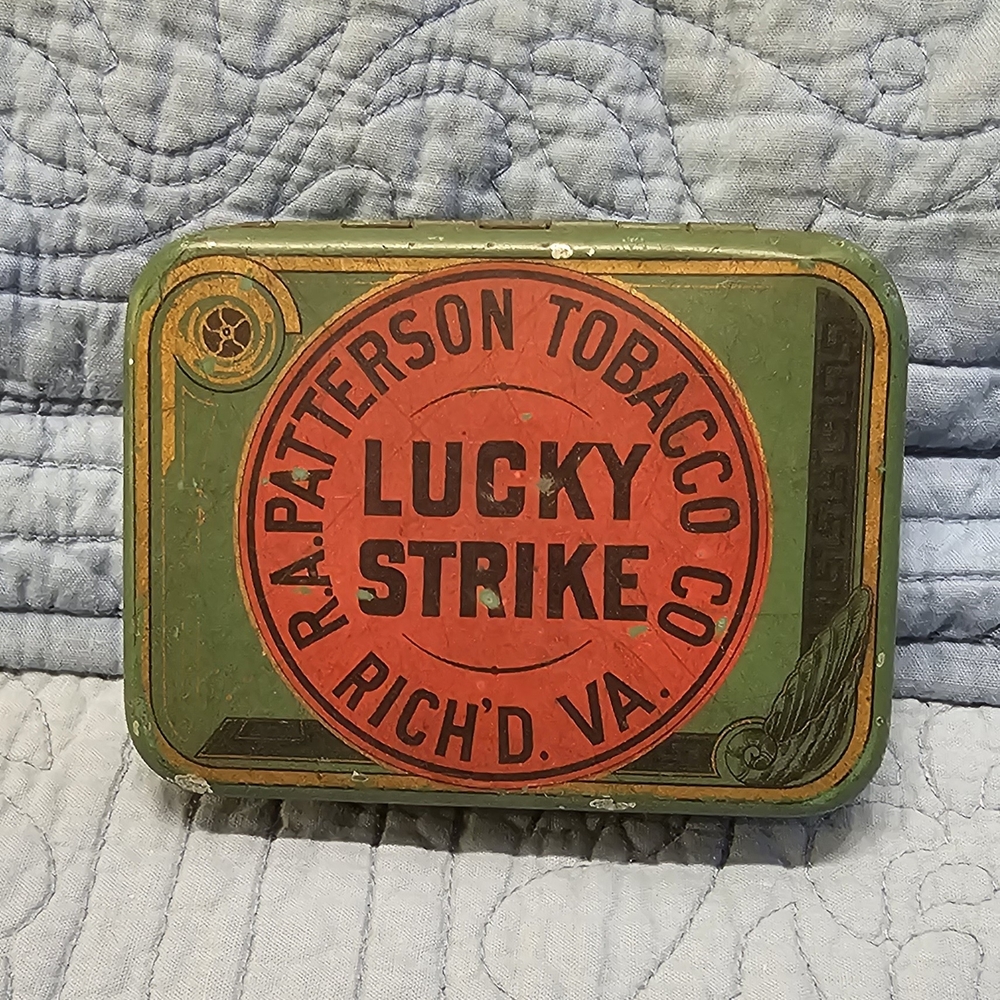 R.A. PATTERSON TOBACCO CO
LUCKY
STRIKE
RICH'D. VA.